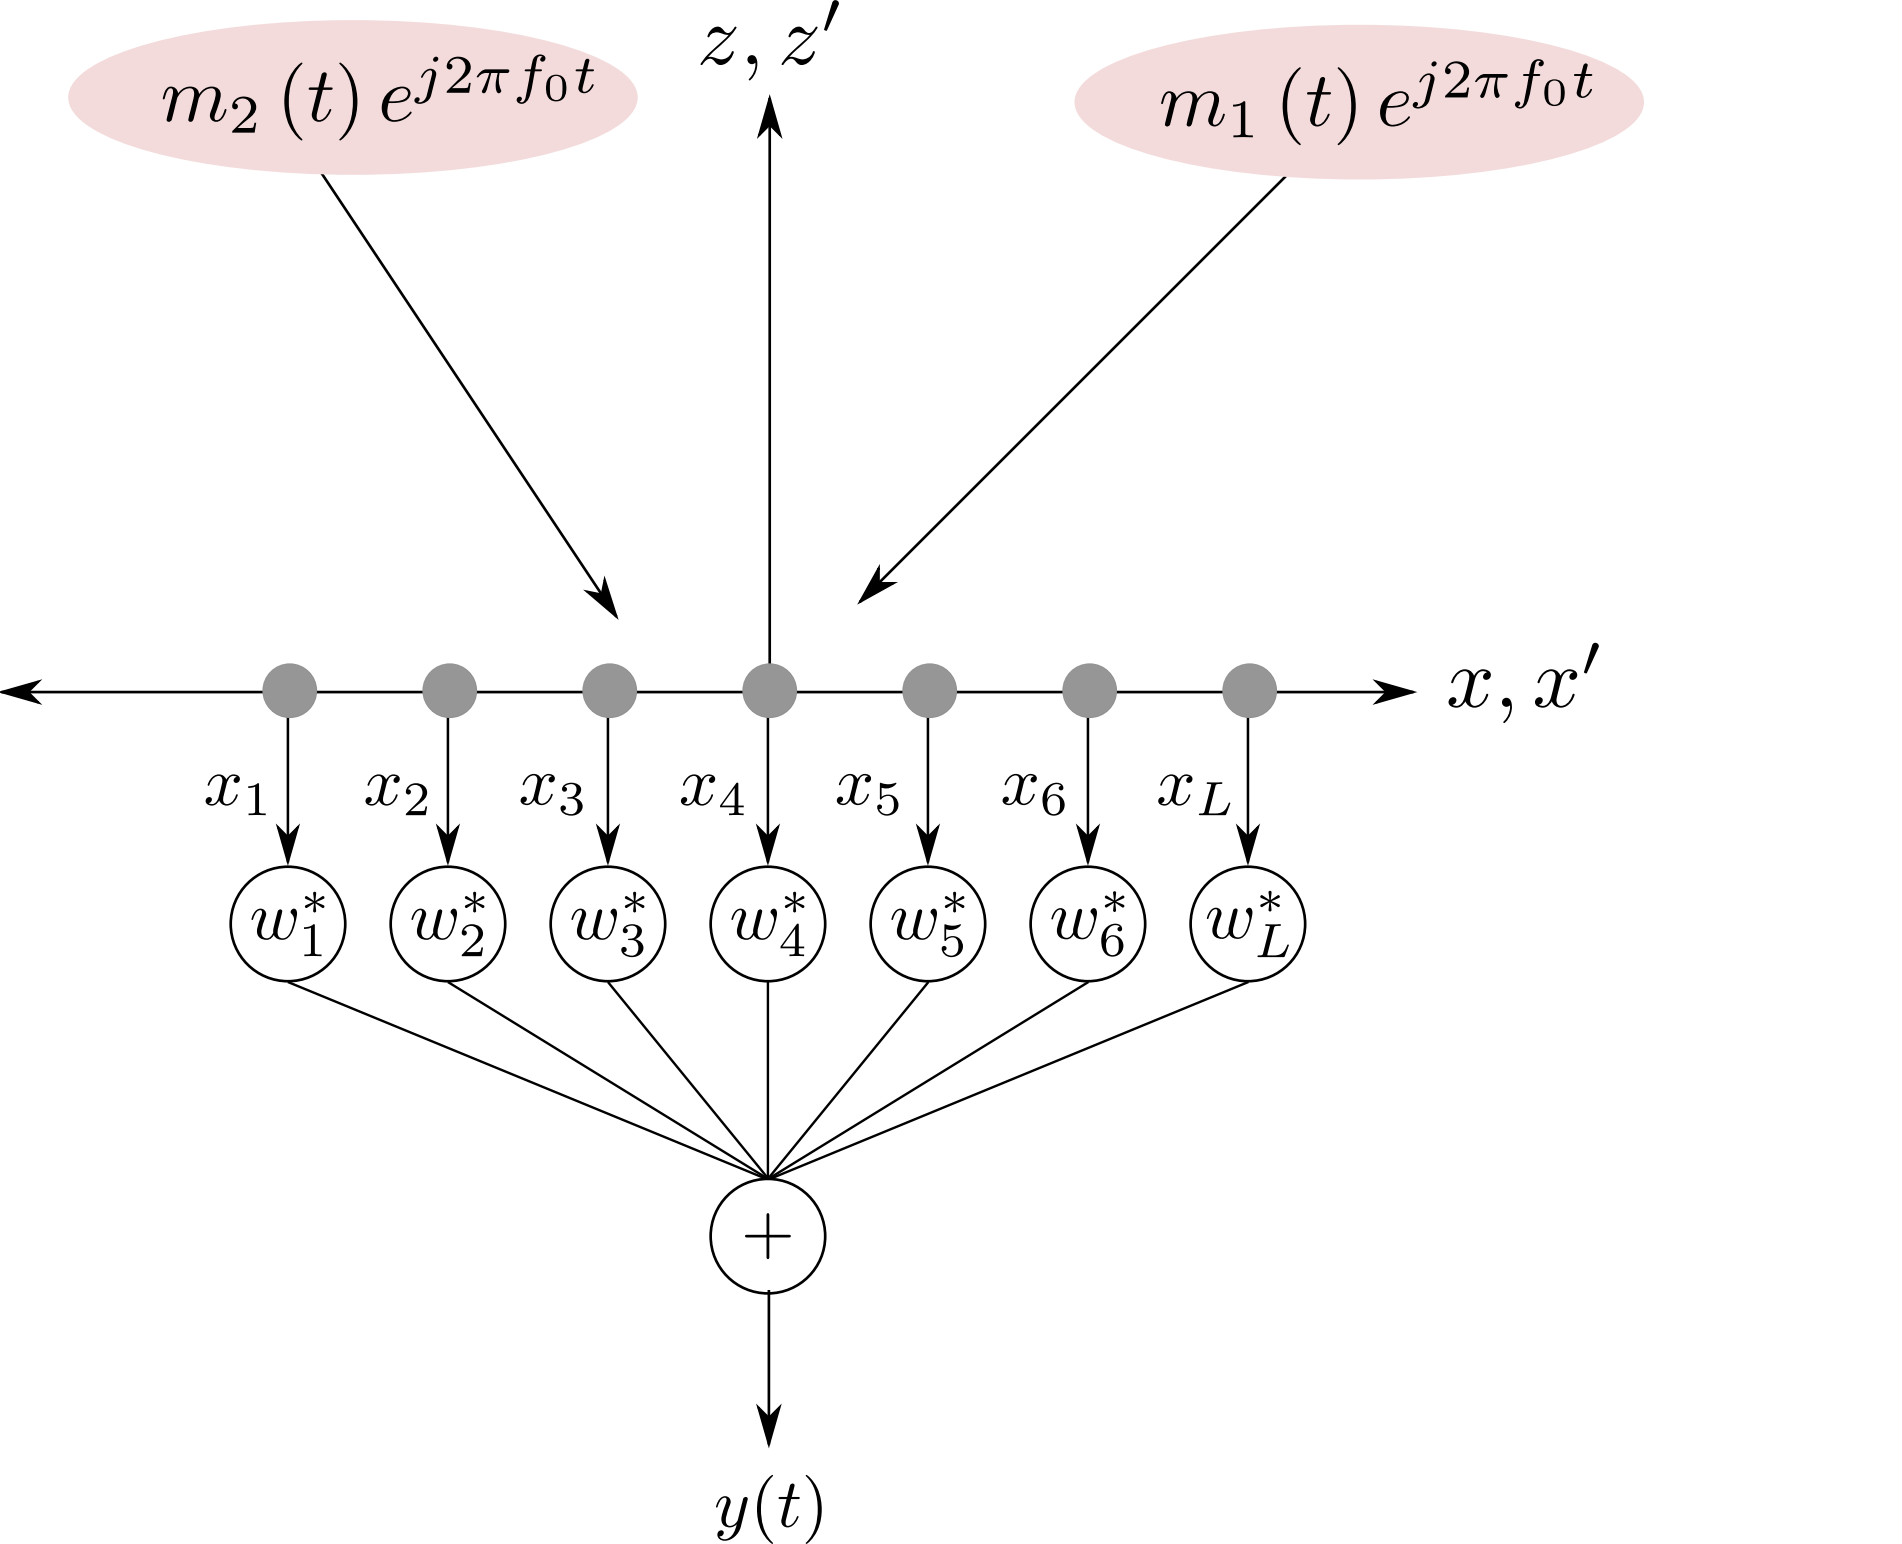 z, z′
m₂ (t) e^{j2πf₀t}
m₁ (t) e^{j2πf₀t}
x, x′
x₁ x₂ x₃ x₄ x₅ x₆ x_L
w₁* w₂* w₃* w₄* w₅* w₆* w_L*
+
y(t)